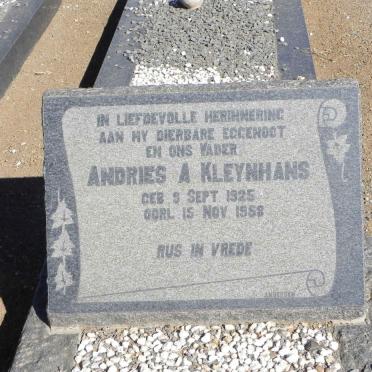 IN LIEFDEVOLLE HERINNERING
AAN MY DIERBARE EGGENOOT
EN ONS VADER
ANDRIES A KLEYNHANS
GEB 9 SEPT 1925
OORL 15 NOV 1958
RUS IN VREDE